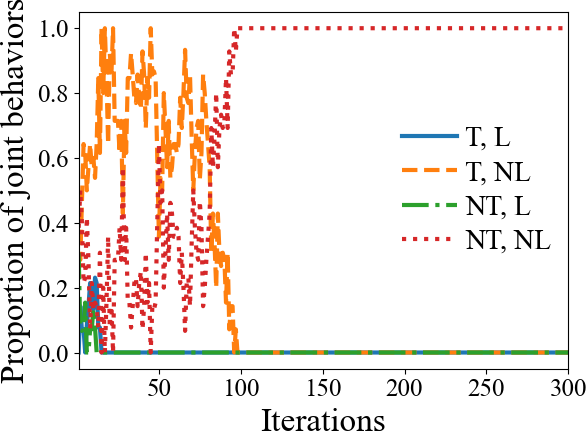 Proportion of joint behaviors
1.0
0.8
0.6
0.4
0.2
0.0
T, L
T, NL
NT, L
NT, NL
50 100 150 200 250 300
Iterations